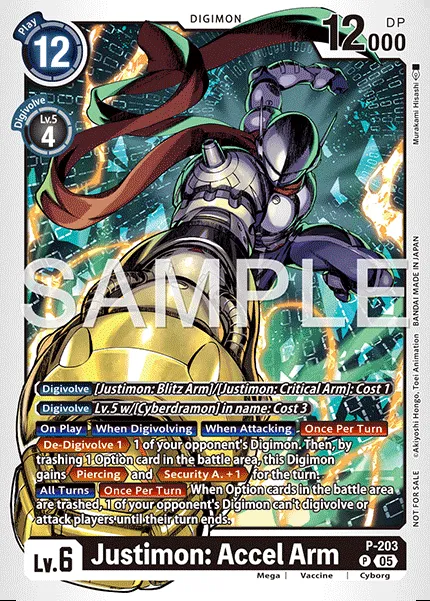 DIGIMON
Play
12
DP
12000
Digivolve
Lv.5
4
Murakami Hisashi
SAMPLE
©Akiyoshi Hongo, Toei Animation BANDAI MADE IN JAPAN
NOT FOR SALE
Digivolve [Justimon: Blitz Arm]/[Justimon: Critical Arm]: Cost 1
Digivolve Lv.5 w/[Cyberdramon] in name: Cost 3
On Play When Digivolving When Attacking Once Per Turn
De-Digivolve 1 1 of your opponent's Digimon. Then, by
trashing 1 Option card in the battle area, this Digimon
gains Piercing and Security A. +1 for the turn.
All Turns Once Per Turn When Option cards in the battle area
are trashed, 1 of your opponent's Digimon can't digivolve or
attack players until their turn ends.
P-203
Lv.6 Justimon: Accel Arm P 05
Mega | Vaccine | Cyborg